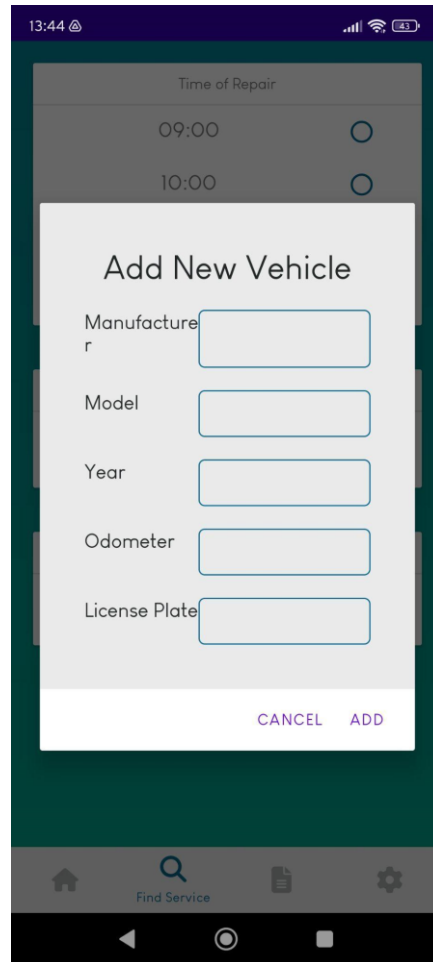 13:44
43
Time of Repair
09:00
10:00
Add New Vehicle
Manufacture
r
Model
Year
Odometer
License Plate
CANCEL ADD
Find Service